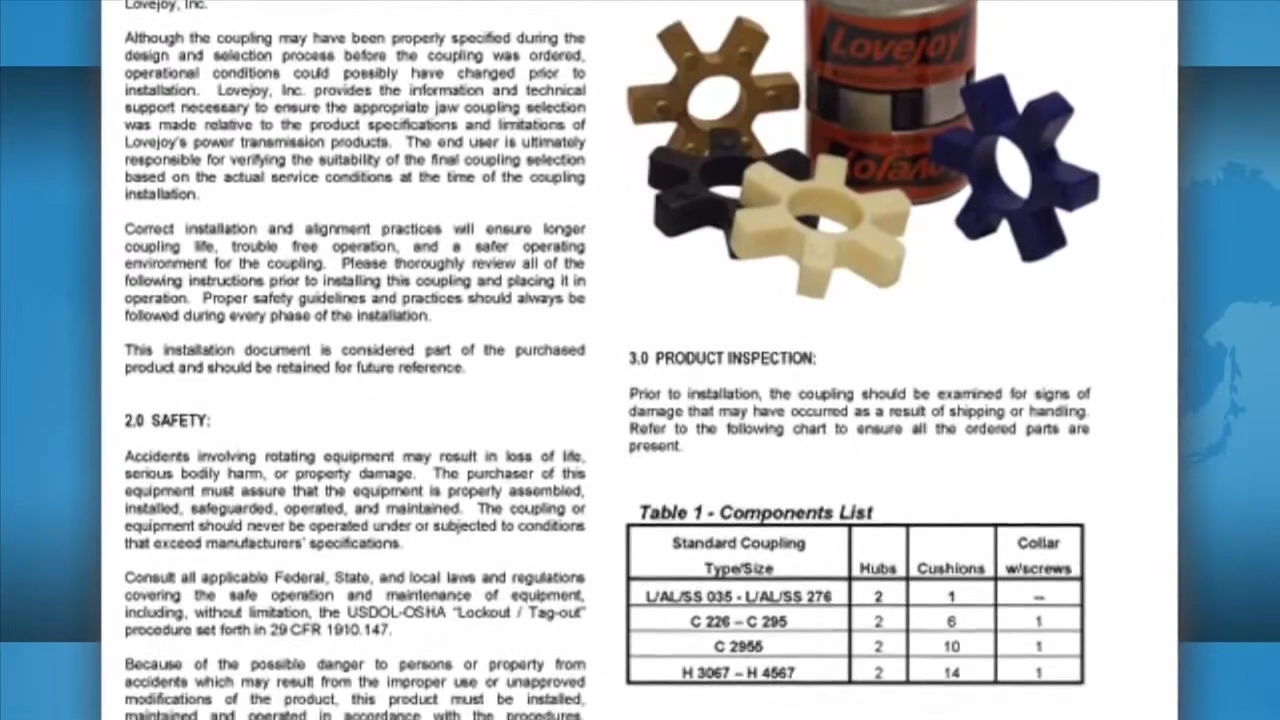 Lovejoy, Inc.
Although the coupling may have been properly specified during the
design and selection process before the coupling was ordered,
operational conditions could possibly have changed prior to
installation. Lovejoy, Inc. provides the information and technical
support necessary to ensure the appropriate jaw coupling selection
was made relative to the product specifications and limitations of
Lovejoy's power transmission products. The end user is ultimately
responsible for verifying the suitability of the final coupling selection
based on the actual service conditions at the time of the coupling
installation.
Correct installation and alignment practices will ensure longer
coupling life, trouble free operation, and a safer operating
environment for the coupling. Please thoroughly review all of the
following instructions prior to installing this coupling and placing it in
operation. Proper safety guidelines and practices should always be
followed during every phase of the installation.
This installation document is considered part of the purchased
product and should be retained for future reference.
2.0 SAFETY:
Accidents involving rotating equipment may result in loss of life,
serious bodily harm, or property damage. The purchaser of this
equipment must assure that the equipment is properly assembled,
installed, safeguarded, operated, and maintained. The coupling or
equipment should never be operated under or subjected to conditions
that exceed manufacturers' specifications.
Consult all applicable Federal, State, and local laws and regulations
covering the safe operation and maintenance of equipment,
including, without limitation, the USDOL-OSHA "Lockout / Tag-out"
procedure set forth in 29 CFR 1910.147.
Because of the possible danger to persons or property from
accidents which may result from the improper use or unapproved
modifications of the product, this product must be installed,
maintained and operated in accordance with the procedures,
Lovejoy
3.0 PRODUCT INSPECTION:
Prior to installation, the coupling should be examined for signs of
damage that may have occurred as a result of shipping or handling.
Refer to the following chart to ensure all the ordered parts are
present.
Table 1 - Components List
Standard Coupling Type/Size Hubs Cushions Collar w/screws
L/AL/SS 035 - L/AL/SS 276 2 1 --
C 226 – C 295 2 6 1
C 2955 2 10 1
H 3067 – H 4567 2 14 1